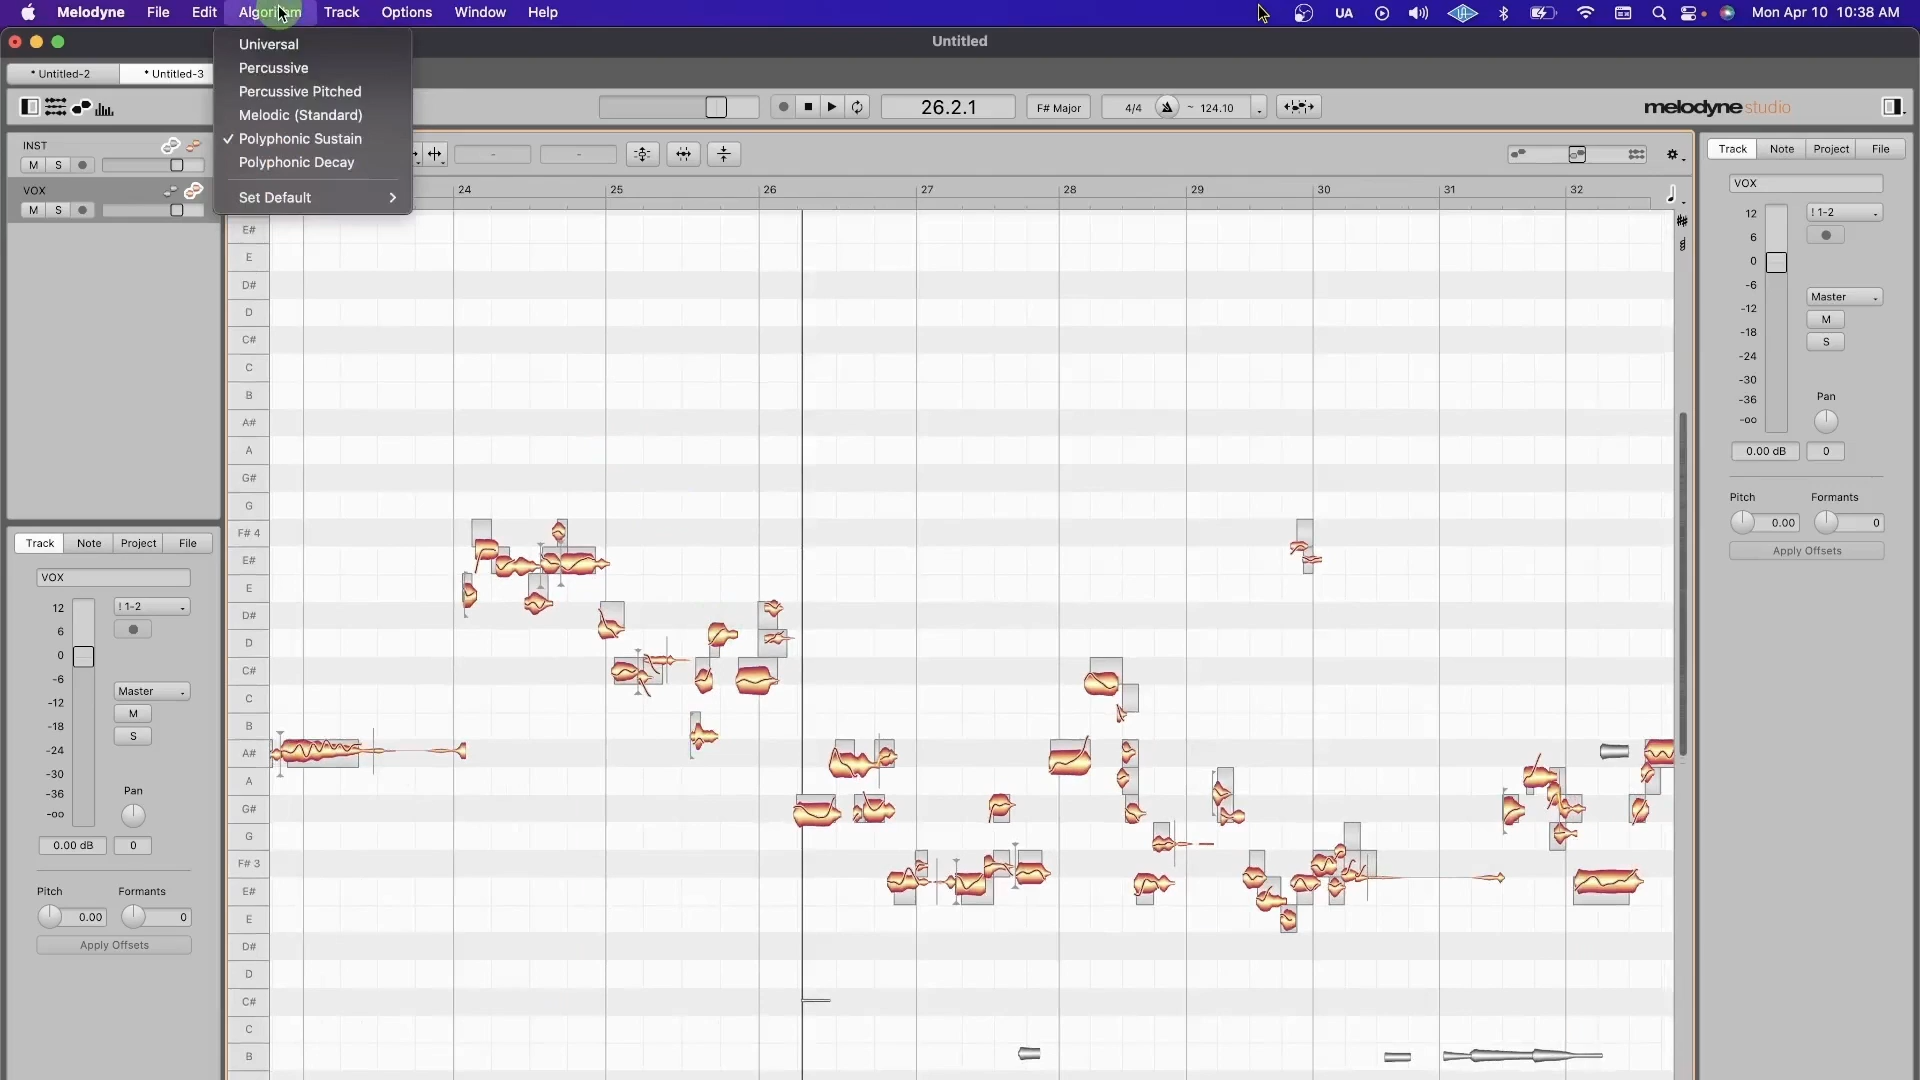 Melodyne File Edit Algorithm Track Options Window Help UA Mon Apr 10 10:38 AM
Untitled
* Untitled-2 * Untitled-3
Universal
Percussive
Percussive Pitched
Melodic (Standard)
Polyphonic Sustain
Polyphonic Decay
Set Default
26.2.1 F# Major 4/4 ~ 124.10 melodyne studio
INST
M S
VOX
M S
- -
24 25 26 27 28 29 30 31 32
E#
E
D#
D
C#
C
B
A#
A
G#
G
F# 4
E#
E
D#
D
C#
C
B
A#
A
G#
G
F# 3
E#
E
D#
D
C#
C
B
Track Note Project File
VOX
12
6
0
-6
-12
-18
-24
-30
-36
-oo
! 1-2
Master
M
S
Pan
0.00 dB 0
Pitch Formants
0.00 0
Apply Offsets
Track Note Project File
VOX
12
6
0
-6
-12
-18
-24
-30
-36
-oo
! 1-2
Master
M
S
Pan
0.00 dB 0
Pitch Formants
0.00 0
Apply Offsets